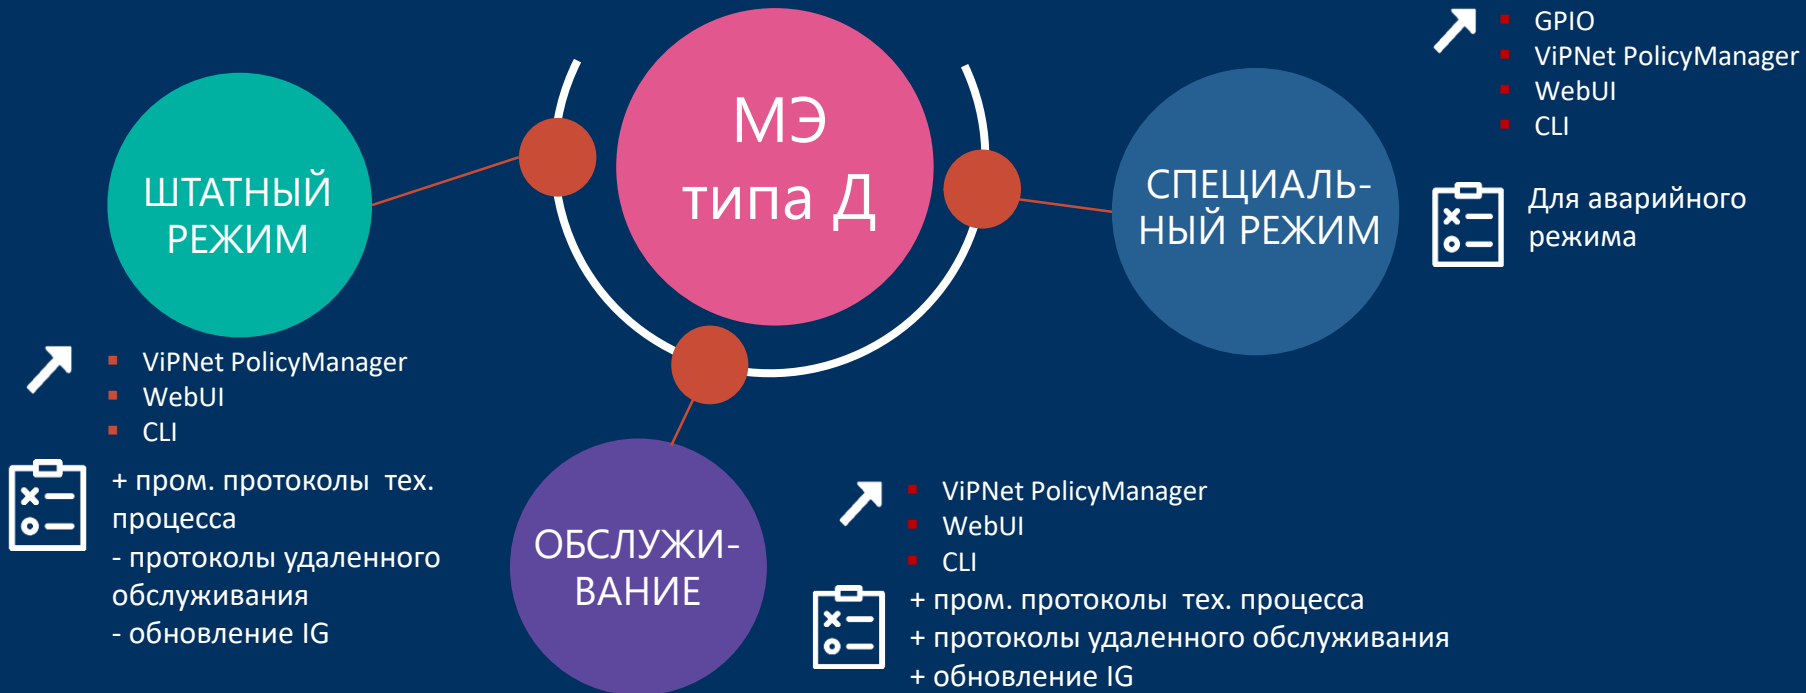 МЭ
типа Д
ШТАТНЫЙ
РЕЖИМ
ViPNet PolicyManager
WebUI
CLI
+ пром. протоколы тех.
процесса
- протоколы удаленного
обслуживания
- обновление IG
ОБСЛУЖИ-
ВАНИЕ
ViPNet PolicyManager
WebUI
CLI
+ пром. протоколы тех. процесса
+ протоколы удаленного обслуживания
+ обновление IG
СПЕЦИАЛЬ-
НЫЙ РЕЖИМ
GPIO
ViPNet PolicyManager
WebUI
CLI
Для аварийного
режима